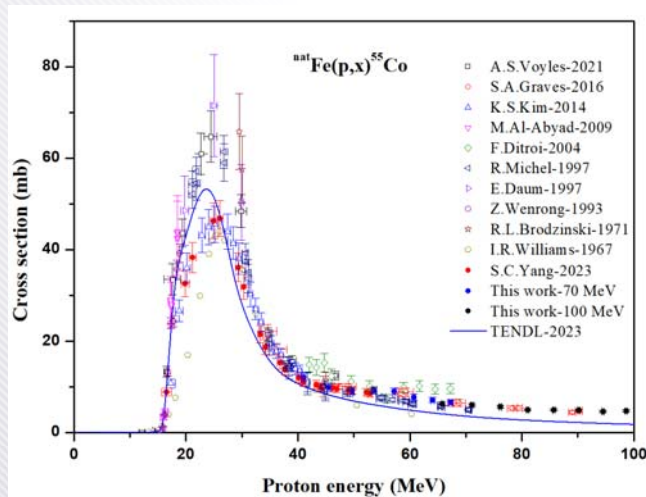 natFe(p,x)55Co
Cross section (mb)
80
60
40
20
0
0 20 40 60 80 100
Proton energy (MeV)
A.S.Voyles-2021
S.A.Graves-2016
K.S.Kim-2014
M.Al-Abyad-2009
F.Ditroi-2004
R.Michel-1997
E.Daum-1997
Z.Wenrong-1993
R.L.Brodzinski-1971
I.R.Williams-1967
S.C.Yang-2023
This work-70 MeV
This work-100 MeV
TENDL-2023